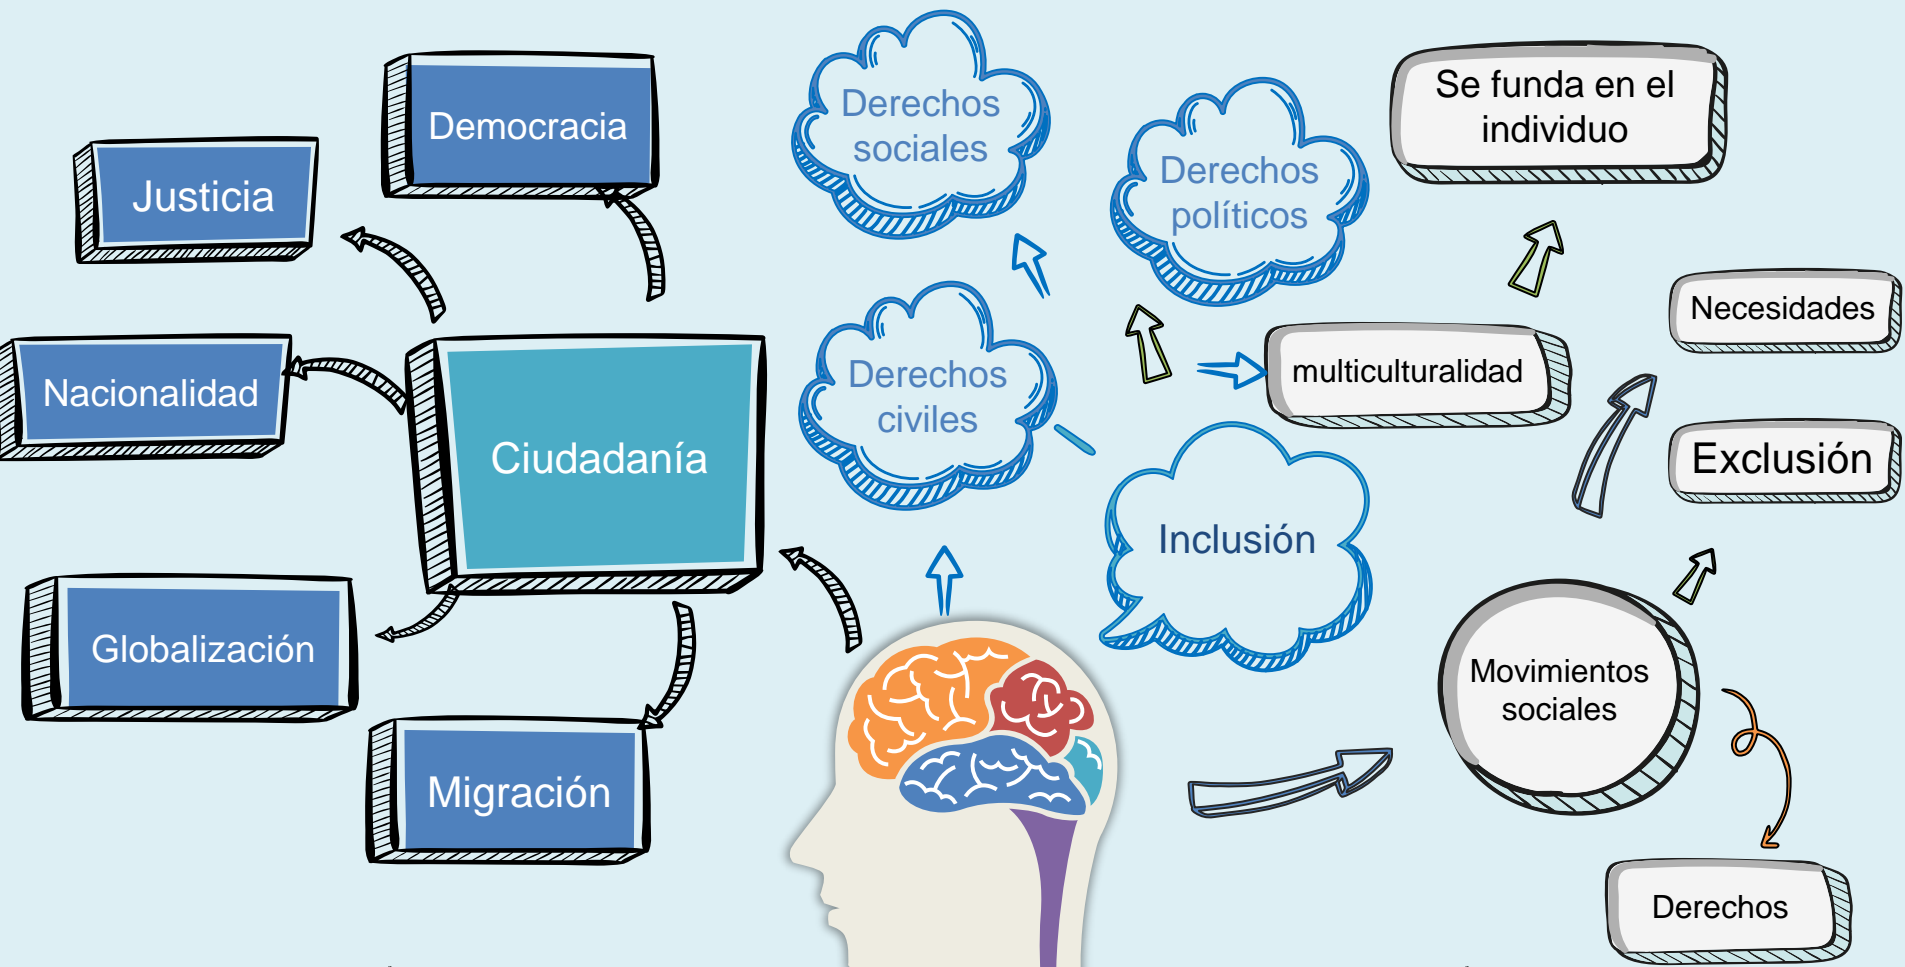 Democracia
Justicia
Nacionalidad
Ciudadanía
Globalización
Migración
Derechos
sociales
Derechos
políticos
Derechos
civiles
Inclusión
Se funda en el
individuo
multiculturalidad
Necesidades
Exclusión
Movimientos
sociales
Derechos